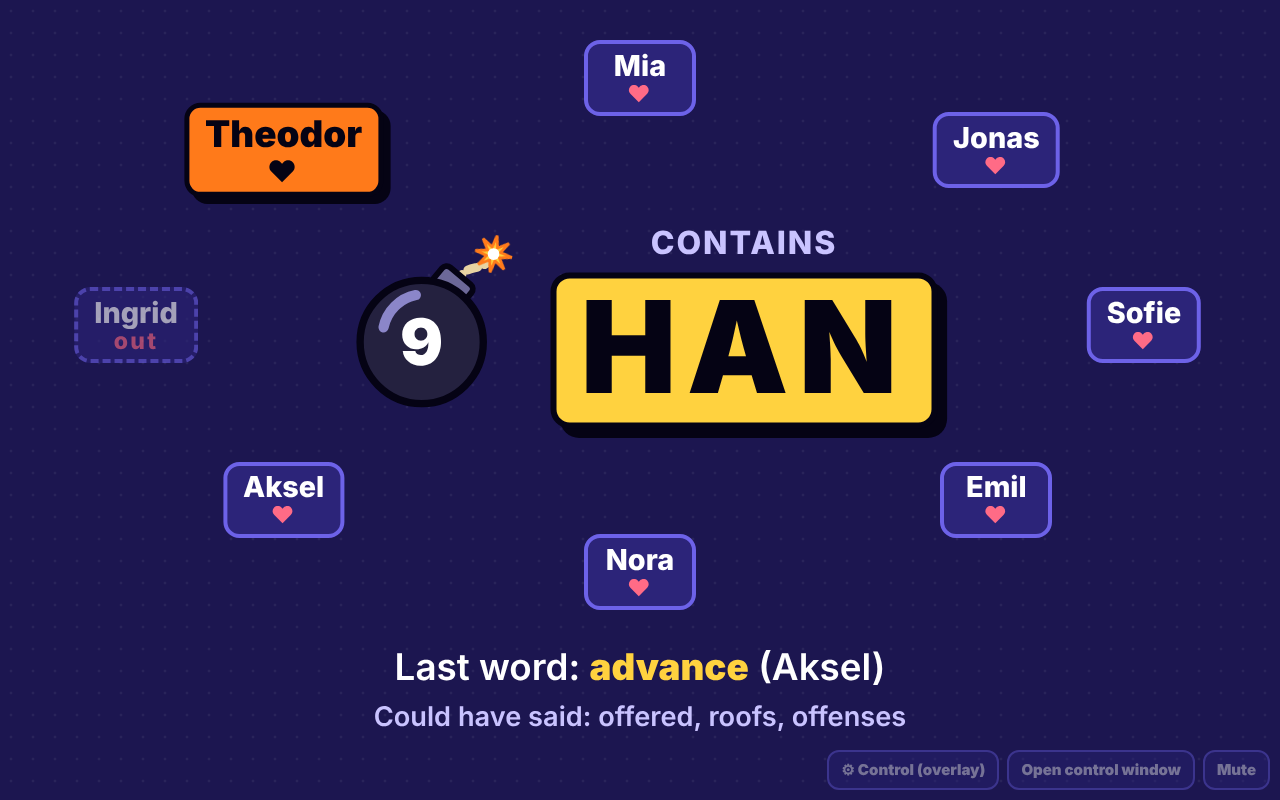 Mia
Theodor
Jonas
CONTAINS
Ingrid
out
9
HAN
Sofie
Aksel
Emil
Nora
Last word: advance (Aksel)
Could have said: offered, roofs, offenses
⚙ Control (overlay)
Open control window
Mute